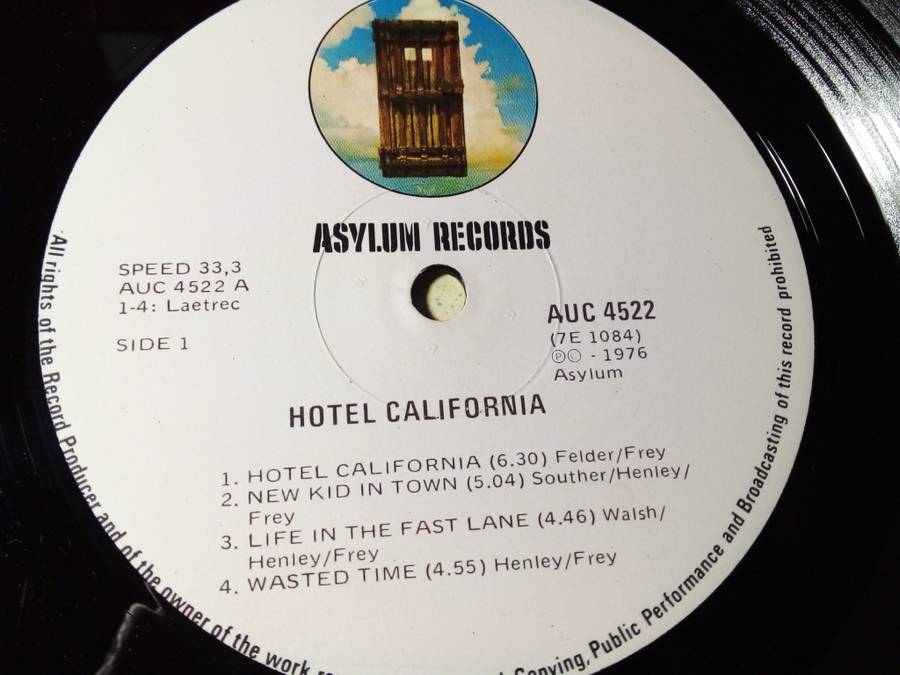 ASYLUM RECORDS
SPEED 33,3
AUC 4522 A
1-4: Laetrec
SIDE 1
AUC 4522
(7E 1084)
Ⓟ© - 1976
Asylum
HOTEL CALIFORNIA
1. HOTEL CALIFORNIA (6.30) Felder/Frey
2. NEW KID IN TOWN (5.04) Souther/Henley/
Frey
3. LIFE IN THE FAST LANE (4.46) Walsh/
Henley/Frey
4. WASTED TIME (4.55) Henley/Frey
All rights of the Record Producer and of the owner of the work
Copying, Public Performance and Broadcasting of this record prohibited